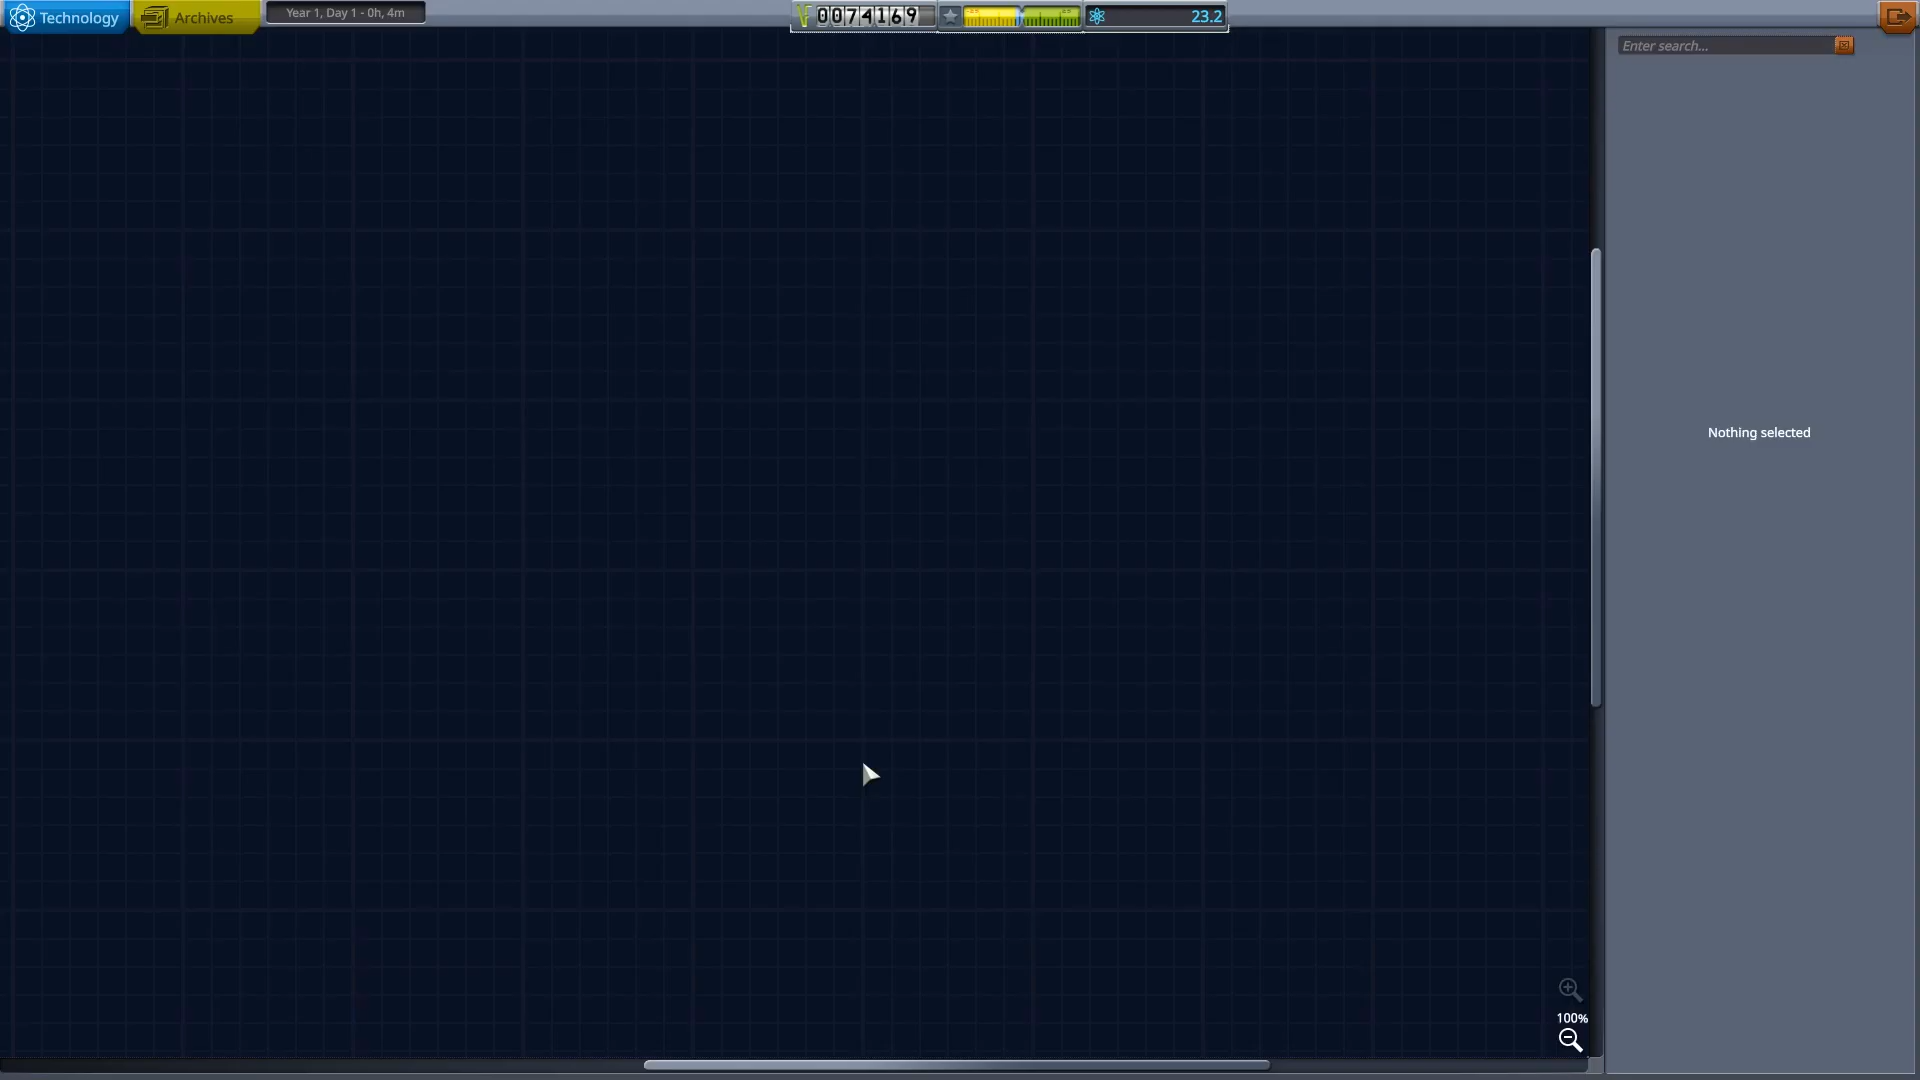 Technology
Archives
Year 1, Day 1 - 0h, 4m
0074169
23.2
Enter search...
Nothing selected
100%